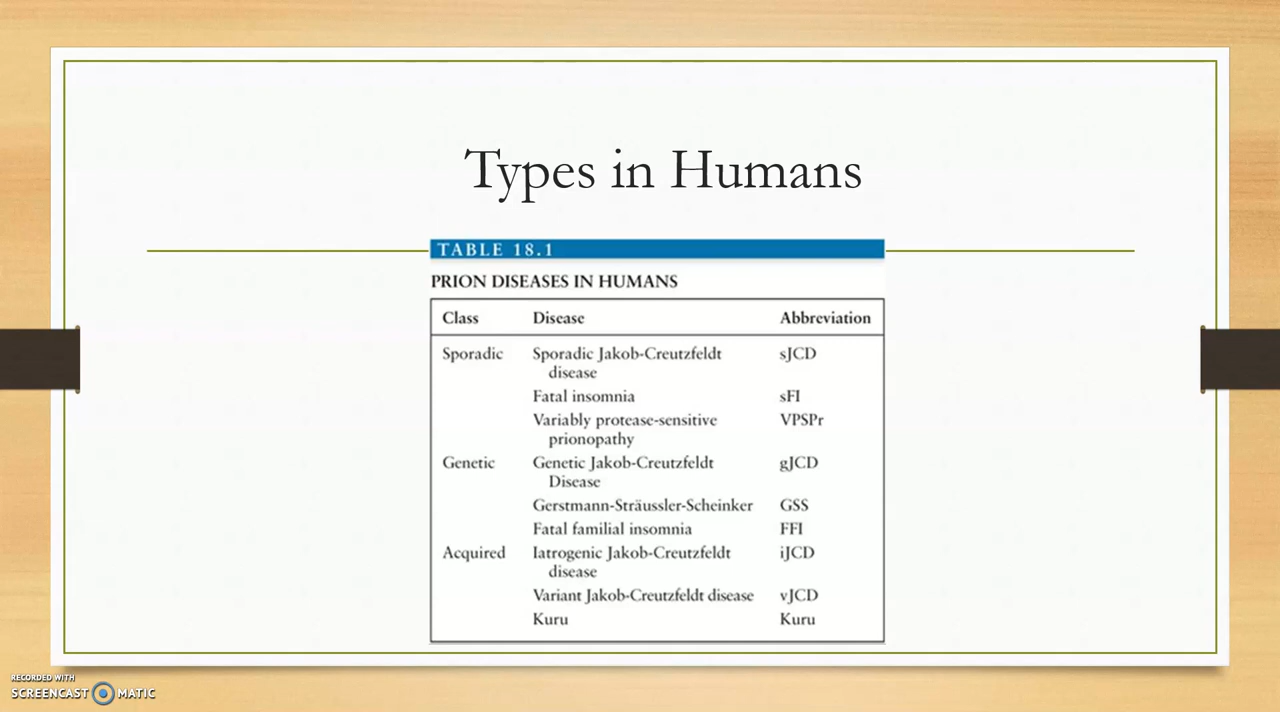 Types in Humans
TABLE 18.1
PRION DISEASES IN HUMANS
Class Disease Abbreviation
Sporadic Sporadic Jakob-Creutzfeldt sJCD
disease
Fatal insomnia sFI
Variably protease-sensitive VPSPr
prionopathy
Genetic Genetic Jakob-Creutzfeldt gJCD
Disease
Gerstmann-Sträussler-Scheinker GSS
Fatal familial insomnia FFI
Acquired Iatrogenic Jakob-Creutzfeldt iJCD
disease
Variant Jakob-Creutzfeldt disease vJCD
Kuru Kuru
RECORDED WITH
SCREENCAST MATIC